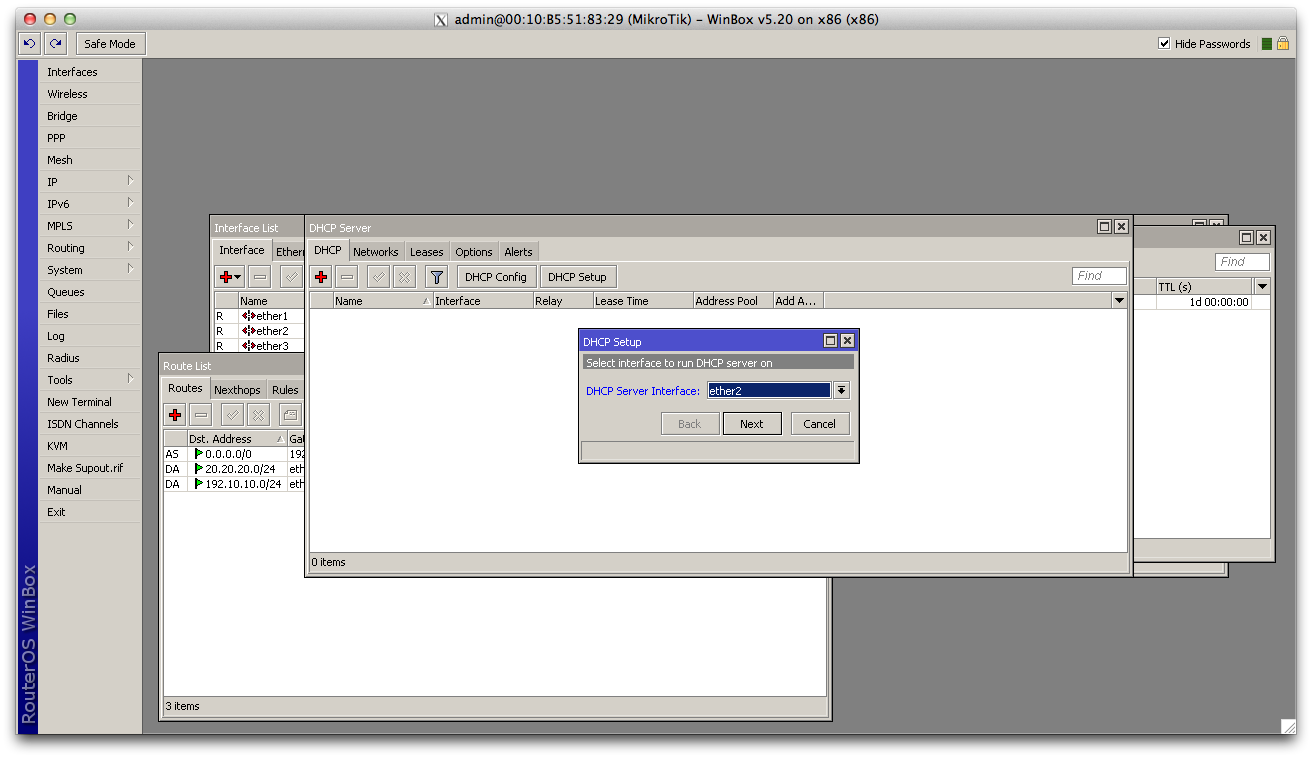 admin@00:10:B5:51:83:29 (MikroTik) – WinBox v5.20 on x86 (x86)
Safe Mode
Hide Passwords
Interfaces
Wireless
Bridge
PPP
Mesh
IP
IPv6
MPLS
Routing
System
Queues
Files
Log
Radius
Tools
New Terminal
ISDN Channels
KVM
Make Supout.rif
Manual
Exit
RouterOS WinBox
Interface List
Interface Ethern
Name
R ether1
R ether2
R ether3
DHCP Server
DHCP Networks Leases Options Alerts
DHCP Config DHCP Setup Find
Name Interface Relay Lease Time Address Pool Add A...
0 items
DHCP Setup
Select interface to run DHCP server on
DHCP Server Interface: ether2
Back Next Cancel
Find
TTL (s)
1d 00:00:00
Route List
Routes Nexthops Rules
Dst. Address Gat
AS 0.0.0.0/0 192
DA 20.20.20.0/24 eth
DA 192.10.10.0/24 eth
3 items